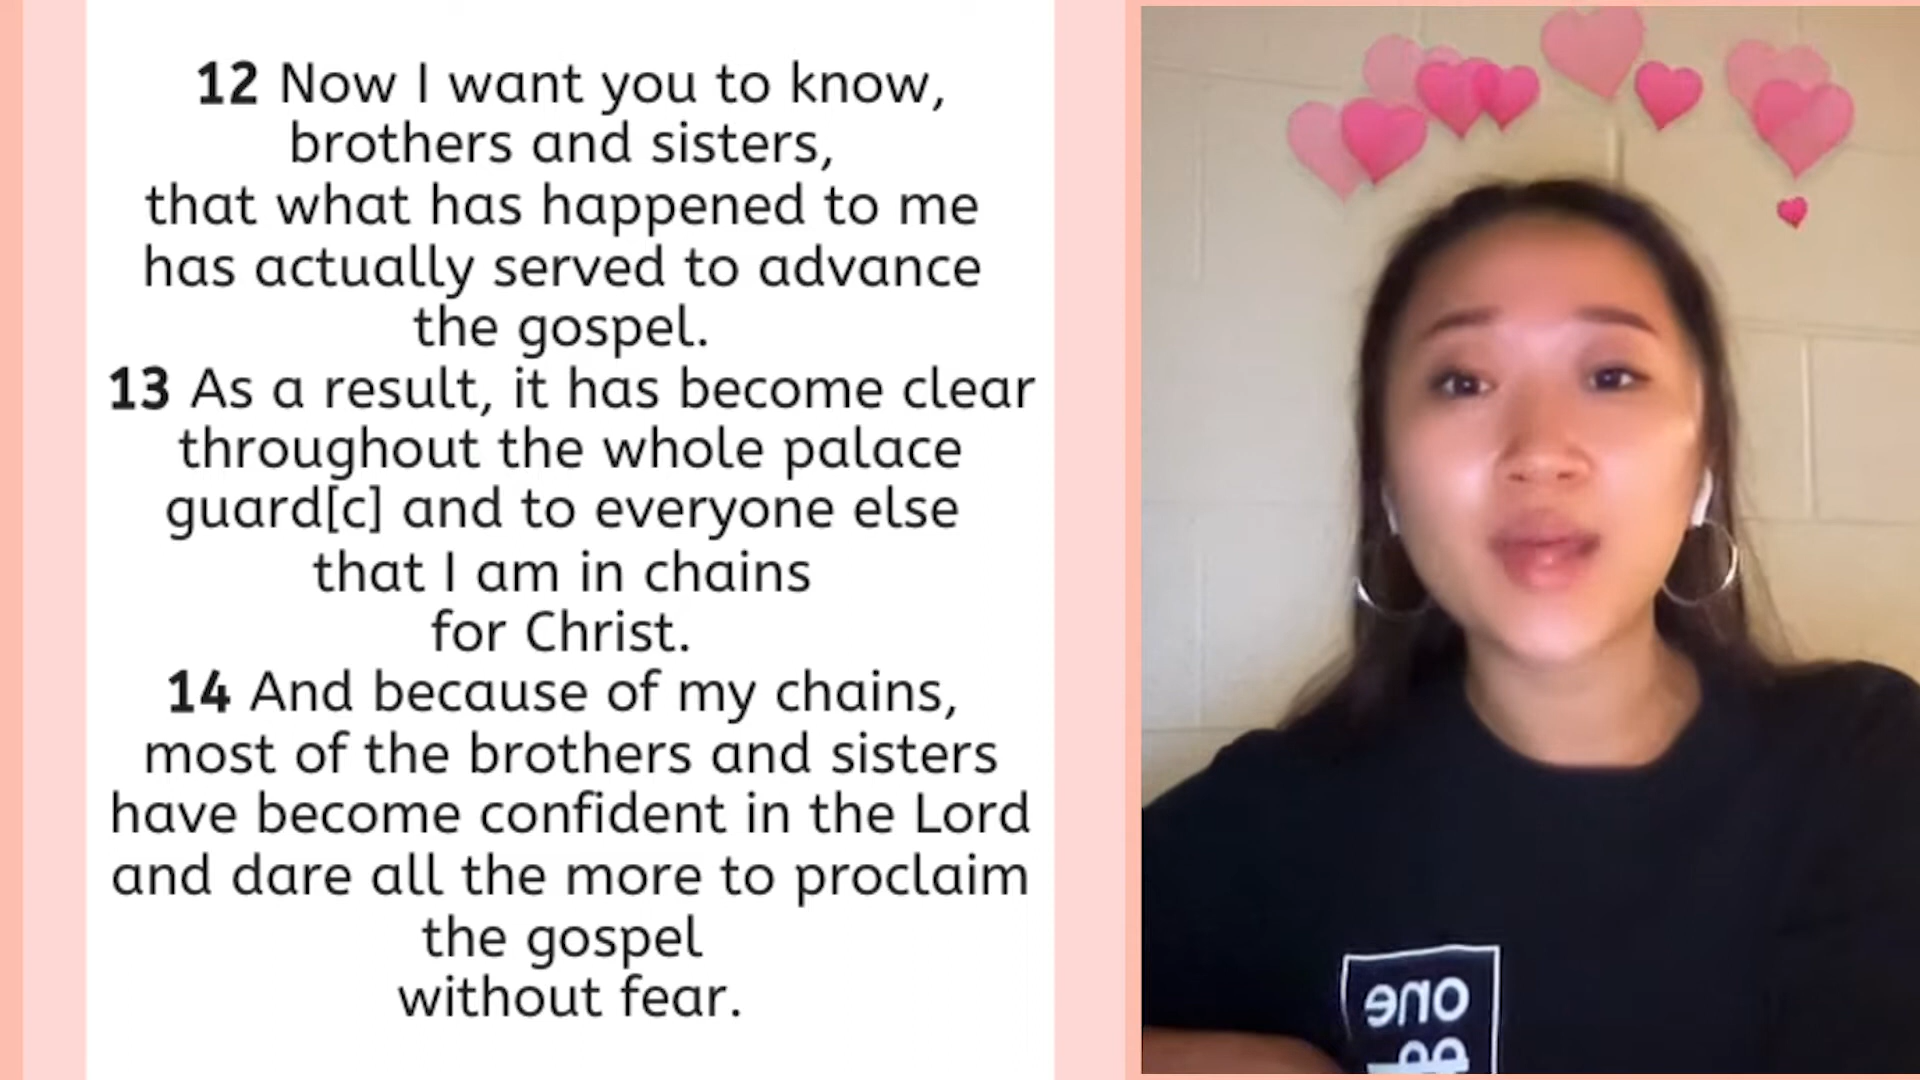 12 Now I want you to know,
brothers and sisters,
that what has happened to me
has actually served to advance
the gospel.
13 As a result, it has become clear
throughout the whole palace
guard[c] and to everyone else
that I am in chains
for Christ.
14 And because of my chains,
most of the brothers and sisters
have become confident in the Lord
and dare all the more to proclaim
the gospel
without fear.
one